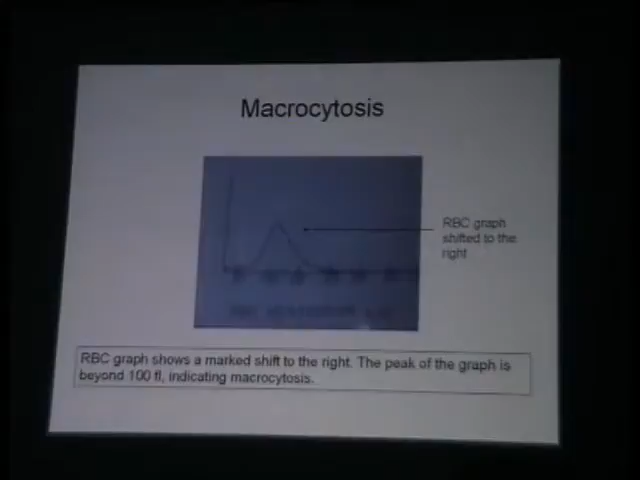 Macrocytosis
RBC graph
shifted to the
right
RBC graph shows a marked shift to the right. The peak of the graph is
beyond 100 fl, indicating macrocytosis.